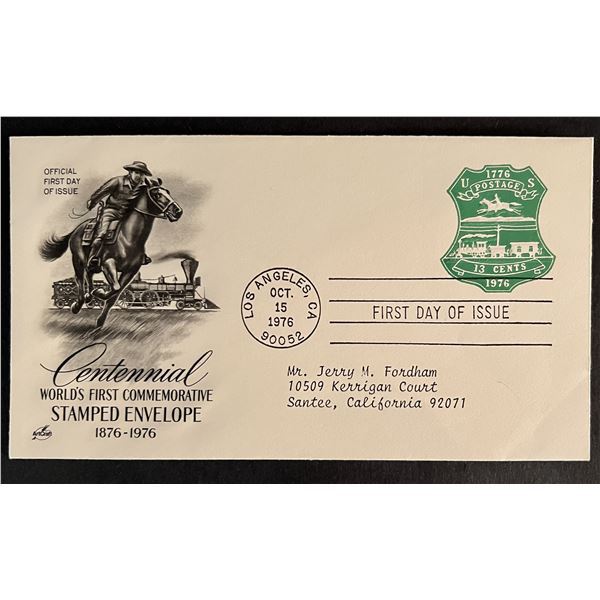 OFFICIAL
FIRST DAY
OF ISSUE
Centennial
WORLD'S FIRST COMMEMORATIVE
STAMPED ENVELOPE
1876-1976
ArtCraft
LOS ANGELES, CA
OCT.
15
1976
90052
FIRST DAY OF ISSUE
1776
U POSTAGE S
13 CENTS
1976
Mr. Jerry M. Fordham
10509 Kerrigan Court
Santee, California 92071